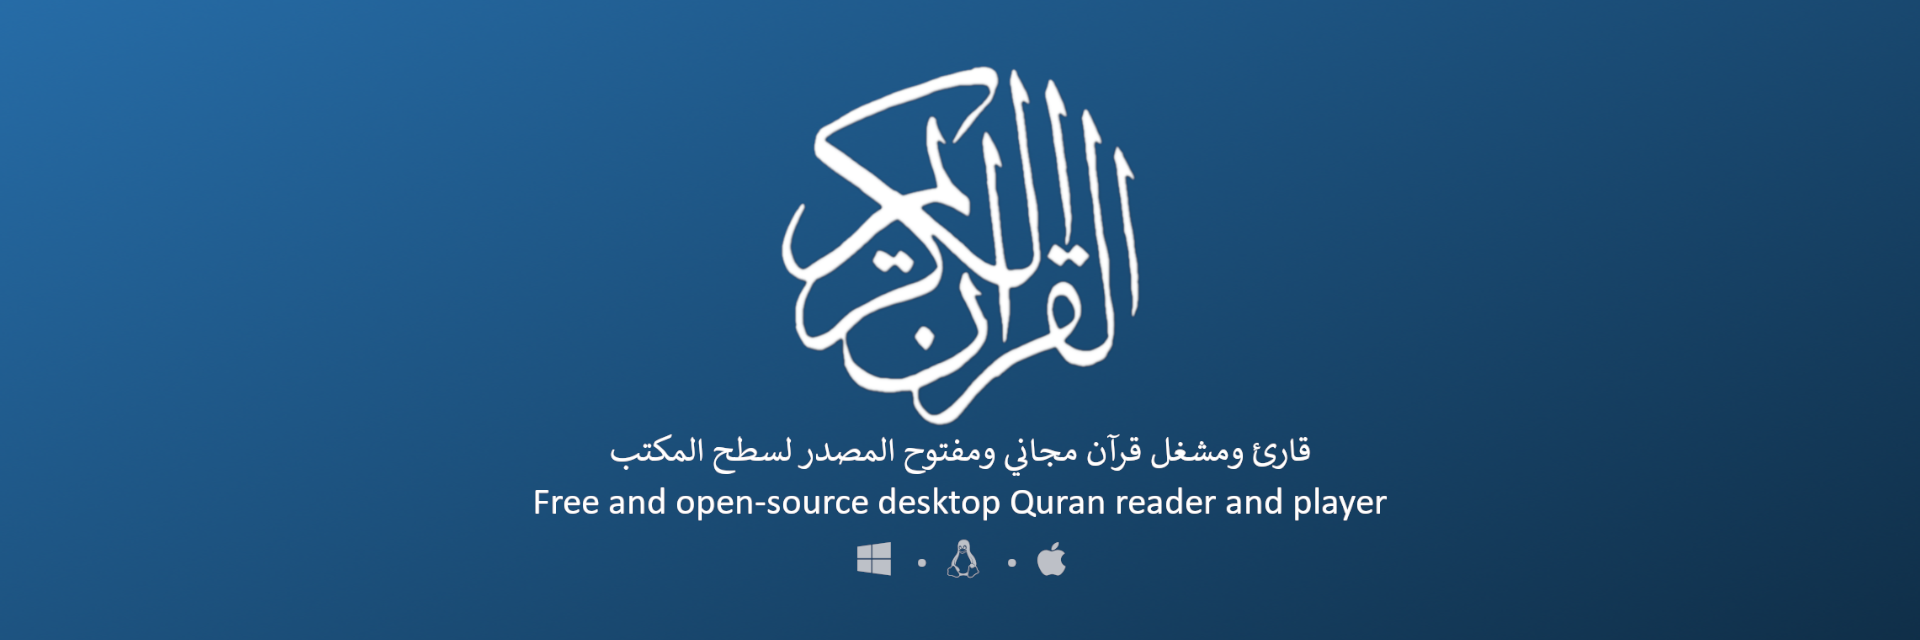 القرآن الكريم
قارئ ومشغل قرآن مجاني ومفتوح المصدر لسطح المكتب
Free and open-source desktop Quran reader and player